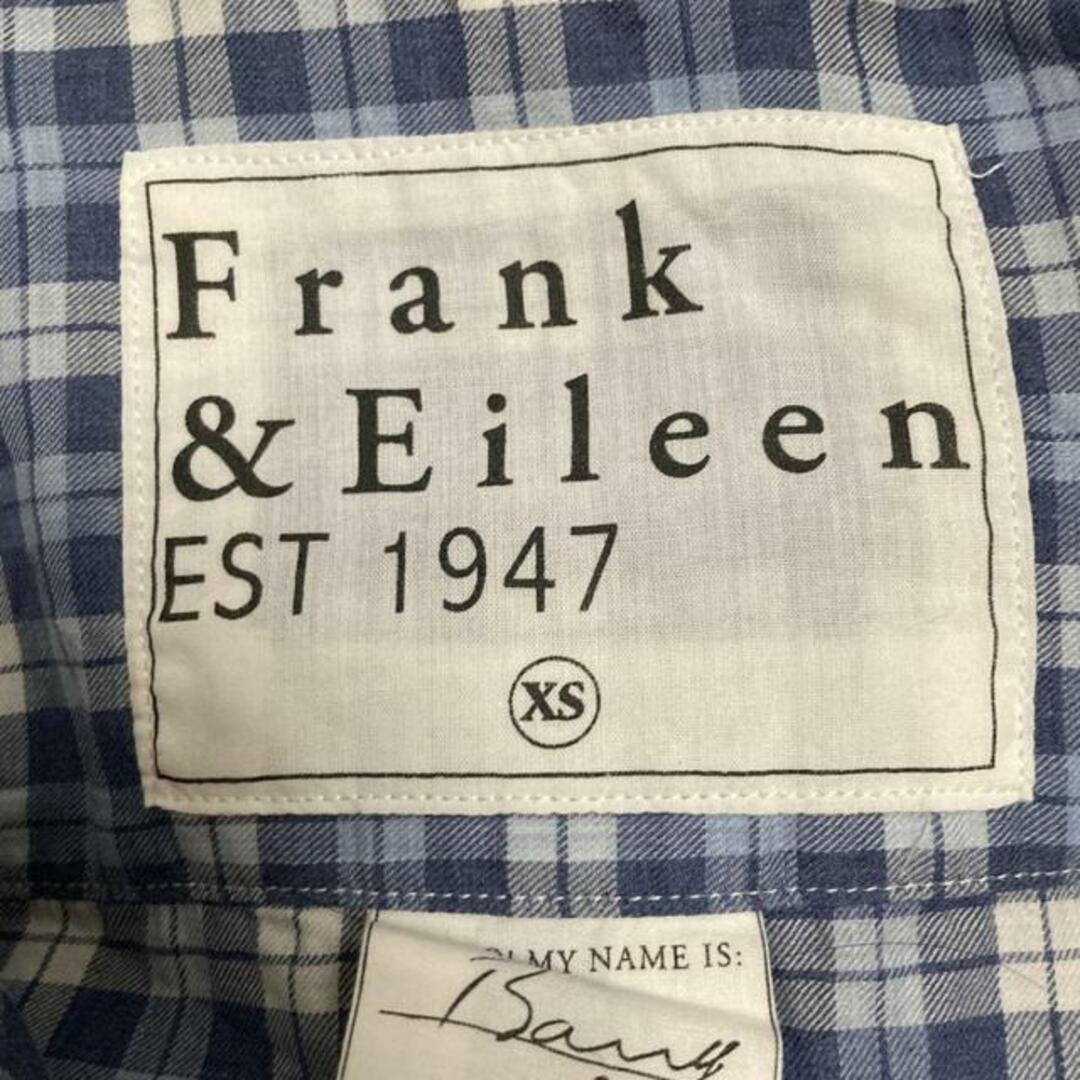 Frank
& Eileen
EST 1947
XS
MY NAME IS: